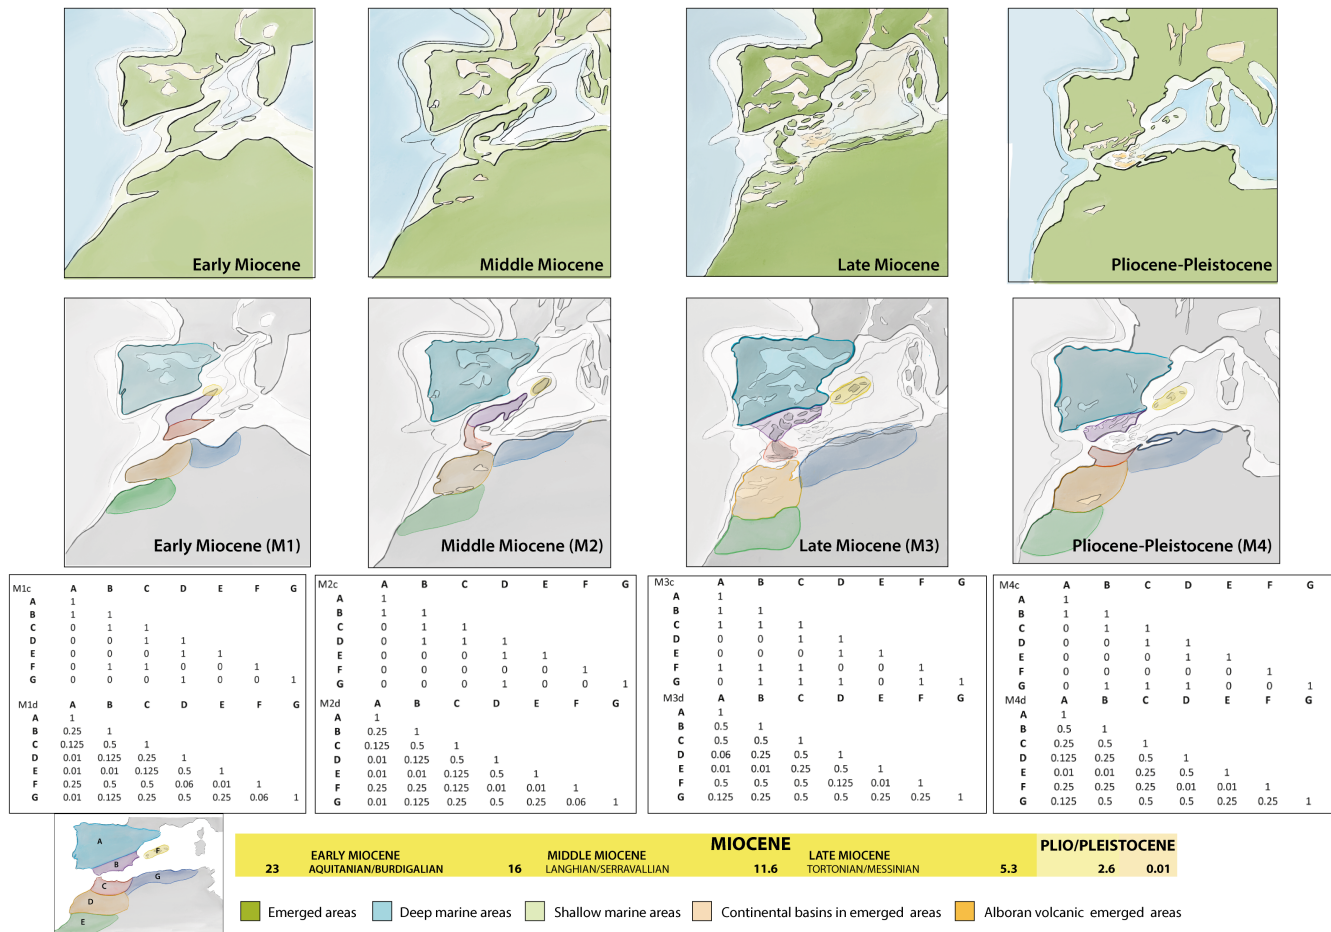 Early Miocene
Middle Miocene
Late Miocene
Pliocene-Pleistocene
Early Miocene (M1)
Middle Miocene (M2)
Late Miocene (M3)
Pliocene-Pleistocene (M4)
M1c A B C D E F G
A 1
B 1 1
C 0 1 1
D 0 0 1 1
E 0 0 0 1 1
F 0 1 1 0 0 1
G 0 0 0 1 0 0 1
M1d A B C D E F G
A 1
B 0.25 1
C 0.125 0.5 1
D 0.01 0.125 0.25 1
E 0.01 0.01 0.125 0.5 1
F 0.25 0.5 0.5 0.06 0.01 1
G 0.01 0.125 0.25 0.5 0.25 0.06 1
M2c A B C D E F G
A 1
B 1 1
C 0 1 1
D 0 1 1 1
E 0 0 0 1 1
F 0 0 0 0 0 1
G 0 0 0 1 0 0 1
M2d A B C D E F G
A 1
B 0.25 1
C 0.125 0.5 1
D 0.01 0.125 0.5 1
E 0.01 0.01 0.125 0.5 1
F 0.25 0.25 0.125 0.01 0.01 1
G 0.01 0.125 0.25 0.5 0.25 0.06 1
M3c A B C D E F G
A 1
B 1 1
C 1 1 1
D 0 0 1 1
E 0 0 0 1 1
F 1 1 1 0 0 1
G 0 1 1 1 0 1 1
M3d A B C D E F G
A 1
B 0.5 1
C 0.5 0.5 1
D 0.06 0.25 0.5 1
E 0.01 0.01 0.25 0.5 1
F 0.5 0.5 0.5 0.125 0.01 1
G 0.125 0.25 0.5 0.5 0.25 0.25 1
M4c A B C D E F G
A 1
B 1 1
C 0 1 1
D 0 0 1 1
E 0 0 0 1 1
F 0 0 0 0 0 1
G 0 1 1 1 0 0 1
M4d A B C D E F G
A 1
B 0.5 1
C 0.25 0.5 1
D 0.125 0.25 0.5 1
E 0.01 0.01 0.25 0.5 1
F 0.25 0.25 0.25 0.01 0.01 1
G 0.125 0.5 0.5 0.5 0.25 0.25 1
A
B
F
C
G
D
E
MIOCENE
PLIO/PLEISTOCENE
EARLY MIOCENE
MIDDLE MIOCENE
LATE MIOCENE
23 AQUITANIAN/BURDIGALIAN 16 LANGHIAN/SERRAVALLIAN 11.6 TORTONIAN/MESSINIAN 5.3 2.6 0.01
Emerged areas
Deep marine areas
Shallow marine areas
Continental basins in emerged areas
Alboran volcanic emerged areas